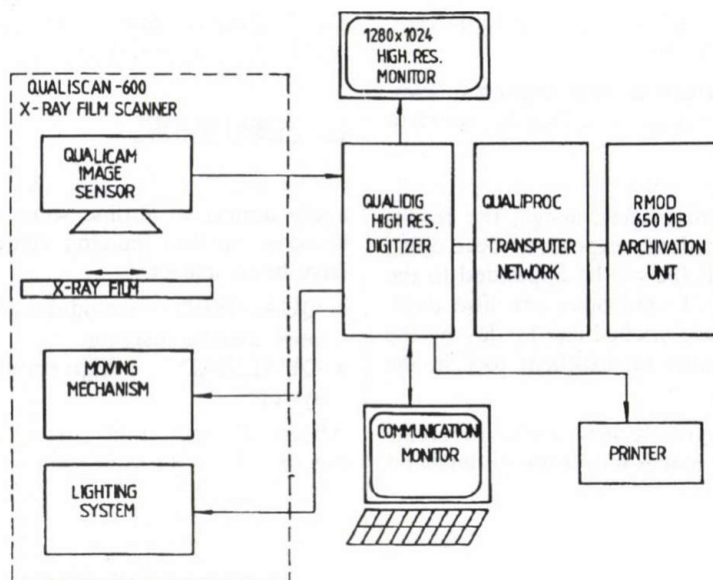 1280x1024
HIGH. RES.
MONITOR
QUALISCAN-600
X-RAY FILM SCANNER
QUALICAM
IMAGE
SENSOR
X-RAY FILM
MOVING
MECHANISM
LIGHTING
SYSTEM
QUALIDIG
HIGH RES.
DIGITIZER
QUALIPROC
TRANSPUTER
NETWORK
RMOD
650 MB
ARCHIVATION
UNIT
COMMUNICATION
MONITOR
PRINTER